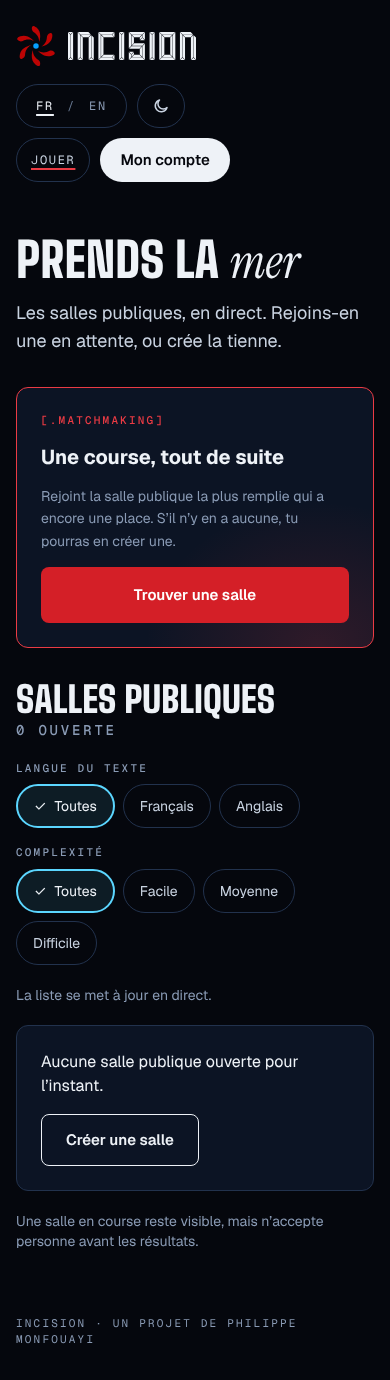 INCISION
FR / EN
JOUER
Mon compte
PRENDS LA mer
Les salles publiques, en direct. Rejoins-en
une en attente, ou crée la tienne.
[.MATCHMAKING]
Une course, tout de suite
Rejoint la salle publique la plus remplie qui a
encore une place. S’il n’y en a aucune, tu
pourras en créer une.
Trouver une salle
SALLES PUBLIQUES
0 OUVERTE
LANGUE DU TEXTE
✓ Toutes
Français
Anglais
COMPLEXITÉ
✓ Toutes
Facile
Moyenne
Difficile
La liste se met à jour en direct.
Aucune salle publique ouverte pour
l’instant.
Créer une salle
Une salle en course reste visible, mais n’accepte
personne avant les résultats.
INCISION · UN PROJET DE PHILIPPE
MONFOUAYI